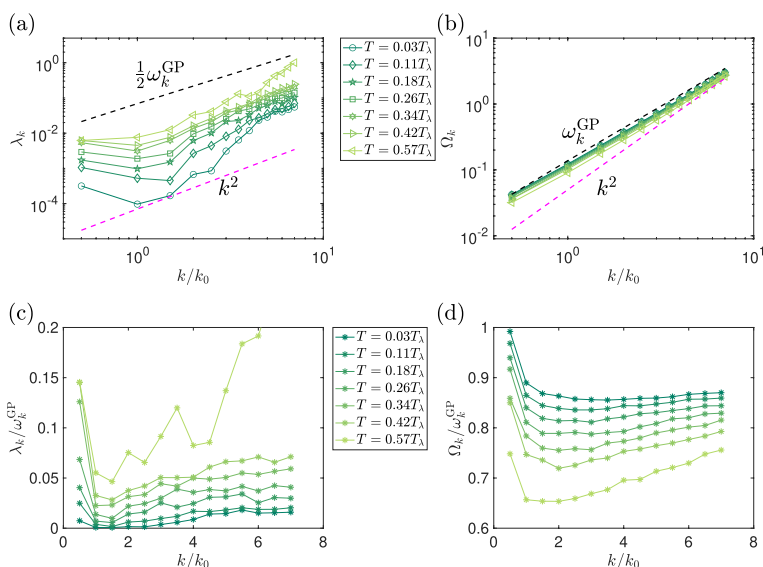 (a)
10^0
10^-2
10^-4
λ_k
½ω_k^GP
k^2
10^0
10^1
k/k_0
T = 0.03T_λ
T = 0.11T_λ
T = 0.18T_λ
T = 0.26T_λ
T = 0.34T_λ
T = 0.42T_λ
T = 0.57T_λ
(b)
10^1
10^0
10^-1
10^-2
Ω_k
ω_k^GP
k^2
10^0
10^1
k/k_0
(c)
0.2
0.15
0.1
0.05
0
λ_k/ω_k^GP
0 2 4 6 8
k/k_0
T = 0.03T_λ
T = 0.11T_λ
T = 0.18T_λ
T = 0.26T_λ
T = 0.34T_λ
T = 0.42T_λ
T = 0.57T_λ
(d)
1
0.9
0.8
0.7
0.6
Ω_k/ω_k^GP
0 2 4 6 8
k/k_0